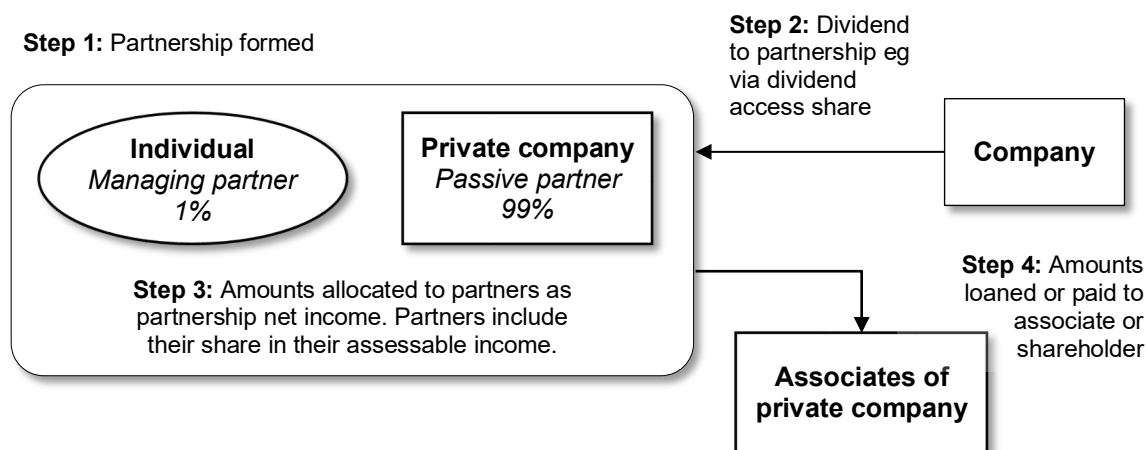 Step 1: Partnership formed
Step 2: Dividend
to partnership eg
via dividend
access share
Individual
Managing partner
1%
Private company
Passive partner
99%
Company
Step 3: Amounts allocated to partners as
partnership net income. Partners include
their share in their assessable income.
Step 4: Amounts
loaned or paid to
associate or
shareholder
Associates of
private company